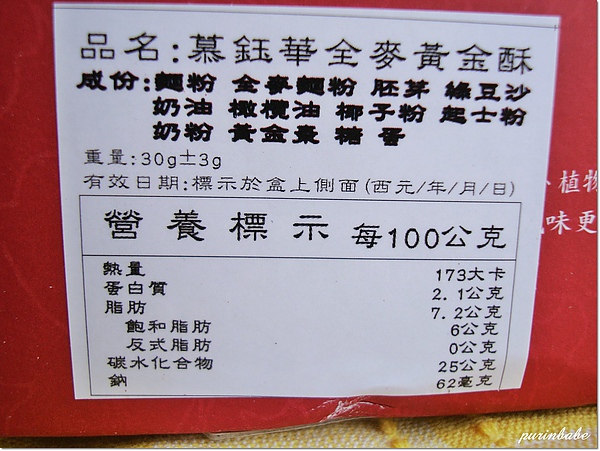 品名:慕鈺華全麥黃金酥
成份:麵粉 全麥麵粉 胚芽 綠豆沙
奶油 橄欖油 椰子粉 起士粉
奶粉 黃金棗 糖 蛋
重量:30g±3g
有效日期:標示於盒上側面(西元/年/月/日)
營養標示 每100公克
熱量 173大卡
蛋白質 2.1公克
脂肪 7.2公克
飽和脂肪 6公克
反式脂肪 0公克
碳水化合物 25公克
鈉 62毫克
植物
味更
purinbabe